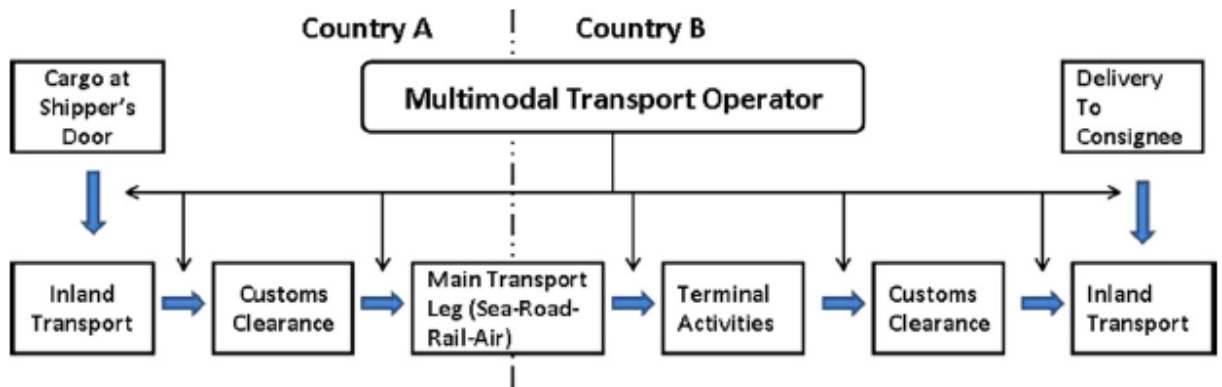 Country A
Country B
Cargo at
Shipper's
Door
Multimodal Transport Operator
Delivery
To
Consignee
Inland
Transport
Customs
Clearance
Main Transport
Leg (Sea-Road-
Rail-Air)
Terminal
Activities
Customs
Clearance
Inland
Transport